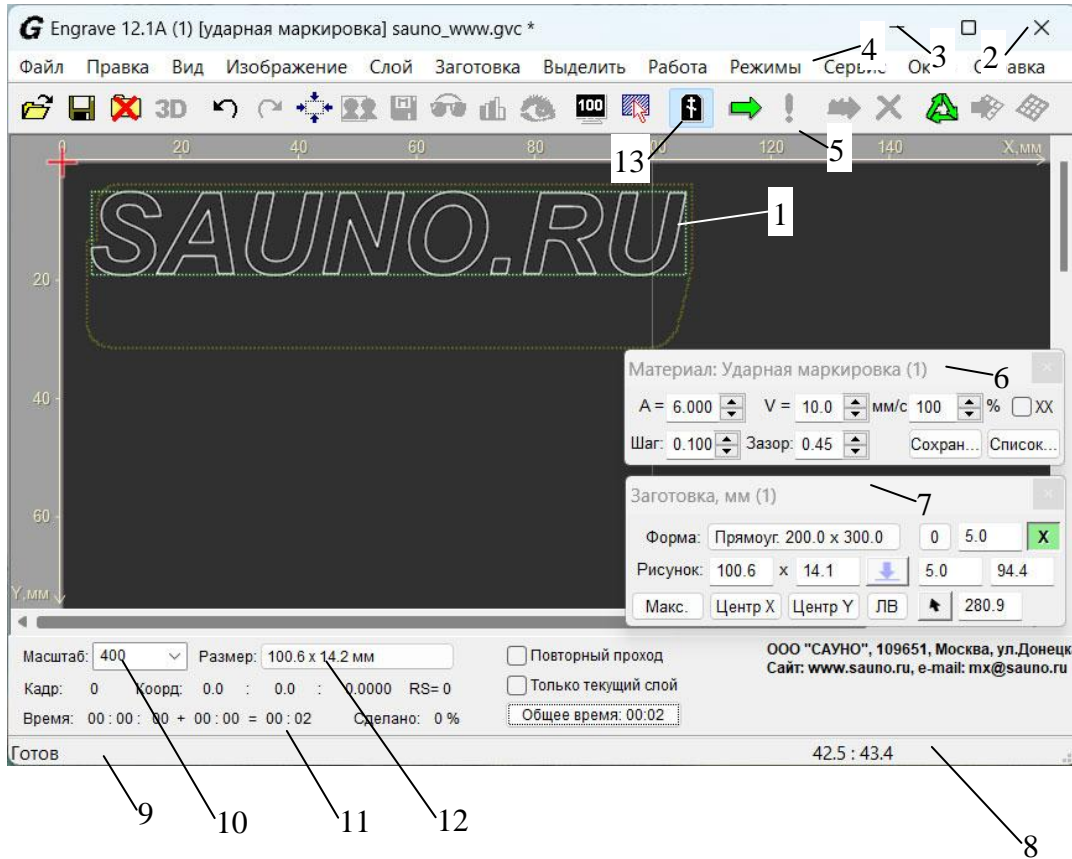 G Engrave 12.1A (1) [ударная маркировка] sauno_www.gvc *
4 3 2
Файл Правка Вид Изображение Слой Заготовка Выделить Работа Режимы Сервис
3D 100
13 5
0 20 40 60 80 120 140 X,мм
SAUNO.RU 1
20
40
60
Y,мм
Материал: Ударная маркировка (1) 6
A = 6.000 V = 10.0 мм/с 100 % XX
Шаг: 0.100 Зазор: 0.45 Сохран... Список...
Заготовка, мм (1) 7
Форма: Прямоуг. 200.0 x 300.0 0 5.0 X
Рисунок: 100.6 x 14.1 5.0 94.4
Макс. Центр X Центр Y ЛВ 280.9
Масштаб: 400 Размер: 100.6 x 14.2 мм Повторный проход ООО "САУНО", 109651, Москва, ул.Донецк
Кадр: 0 Коорд: 0.0 : 0.0 : 0.0000 RS= 0 Только текущий слой Сайт: www.sauno.ru, e-mail: mx@sauno.ru
Время: 00 : 00 : 00 + 00 : 00 = 00 : 02 Сделано: 0 % Общее время: 00:02
Готов 42.5 : 43.4
9 10 11 12 8